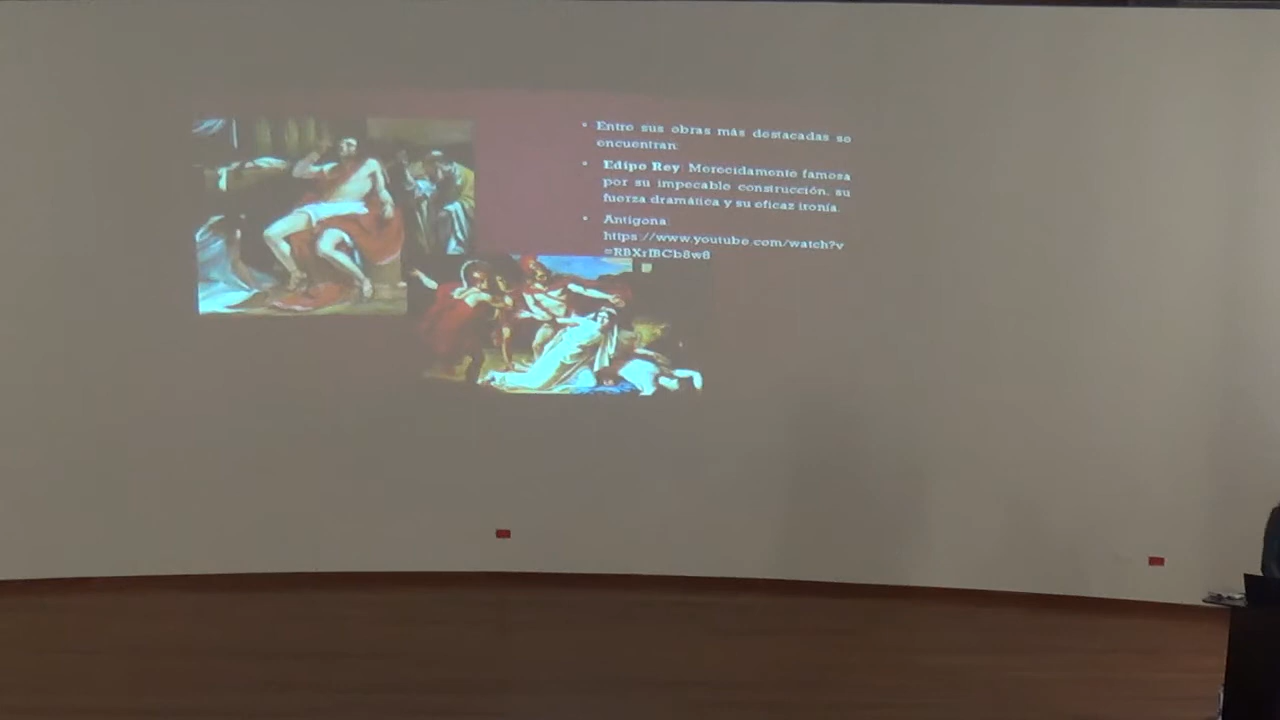 Entre sus obras más destacadas se
encuentran:
Edipo Rey: Merecidamente famosa
por su impecable construcción, su
fuerza dramática y su eficaz ironía.
Antígona:
https://www.youtube.com/watch?v